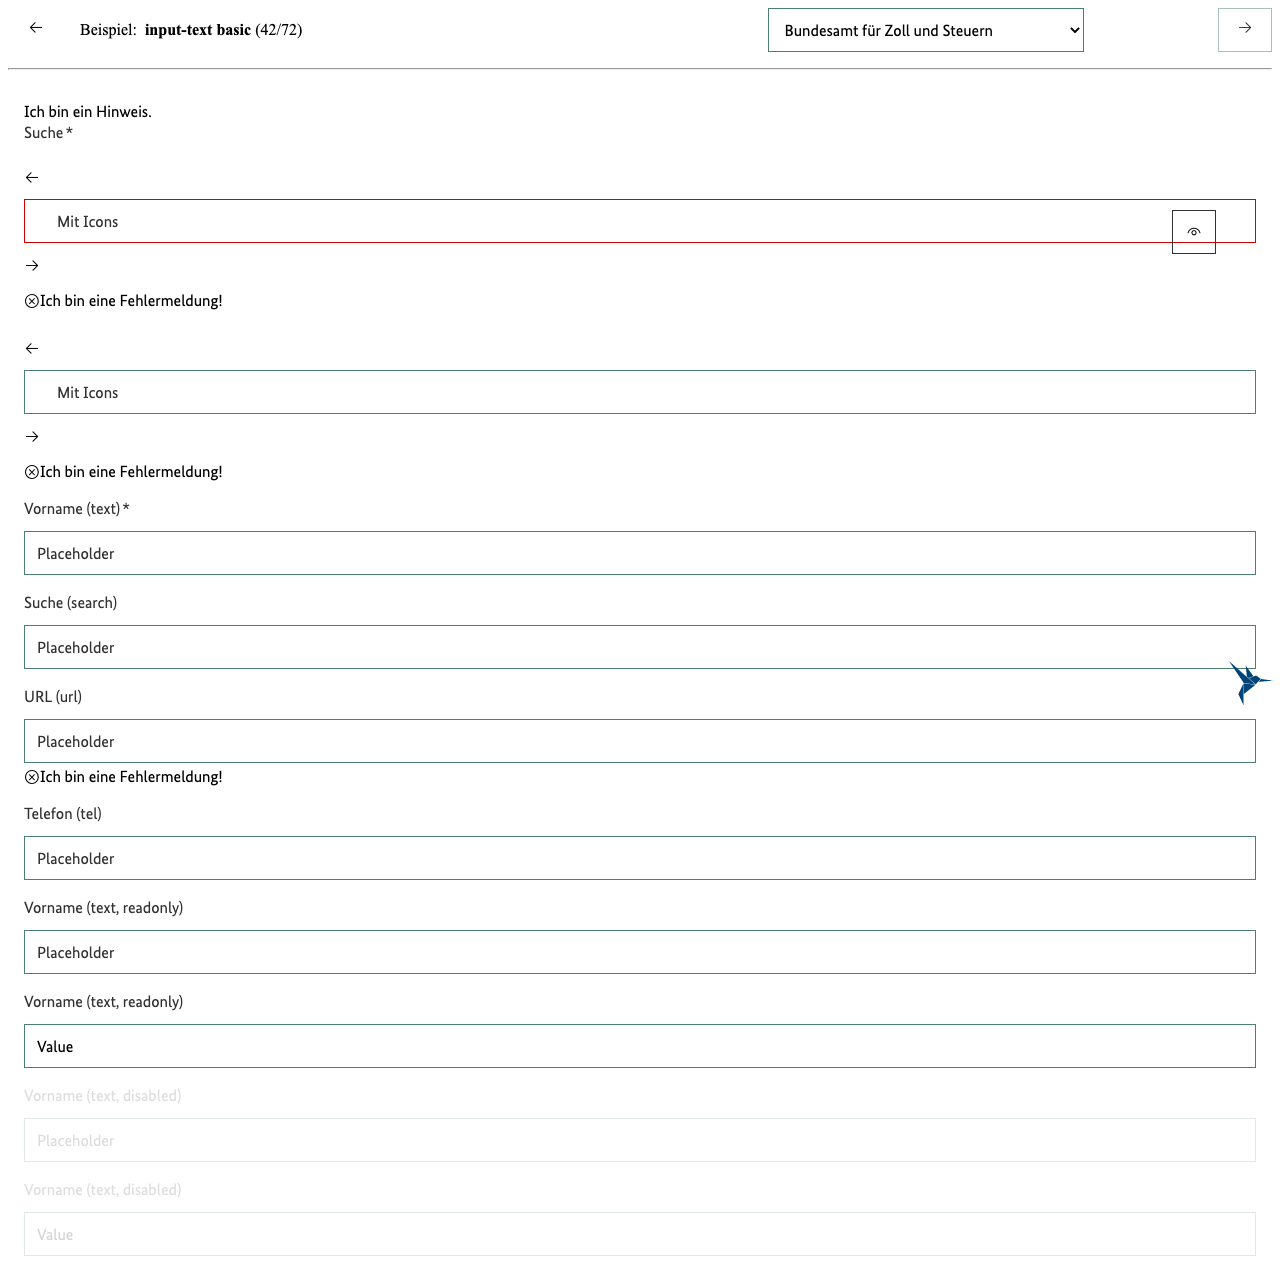 Beispiel: input-text basic (42/72)
Bundesamt für Zoll und Steuern
Ich bin ein Hinweis.
Suche*
Mit Icons
Ich bin eine Fehlermeldung!
Mit Icons
Ich bin eine Fehlermeldung!
Vorname (text)*
Placeholder
Suche (search)
Placeholder
URL (url)
Placeholder
Ich bin eine Fehlermeldung!
Telefon (tel)
Placeholder
Vorname (text, readonly)
Placeholder
Vorname (text, readonly)
Value
Vorname (text, disabled)
Placeholder
Vorname (text, disabled)
Value